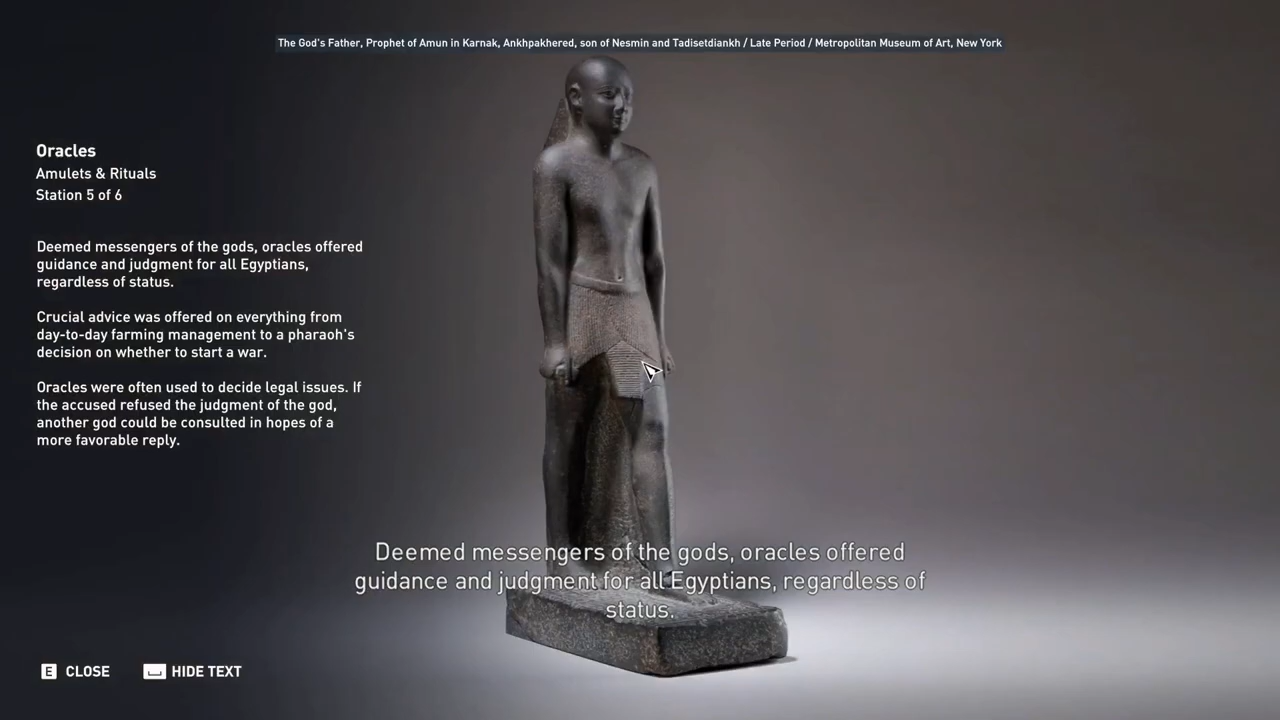 The God's Father, Prophet of Amun in Karnak, Ankhpakhered, son of Nesmin and Tadisetdiankh / Late Period / Metropolitan Museum of Art, New York
Oracles
Amulets & Rituals
Station 5 of 6
Deemed messengers of the gods, oracles offered
guidance and judgment for all Egyptians,
regardless of status.
Crucial advice was offered on everything from
day-to-day farming management to a pharaoh's
decision on whether to start a war.
Oracles were often used to decide legal issues. If
the accused refused the judgment of the god,
another god could be consulted in hopes of a
more favorable reply.
Deemed messengers of the gods, oracles offered
guidance and judgment for all Egyptians, regardless of
status.
E CLOSE HIDE TEXT